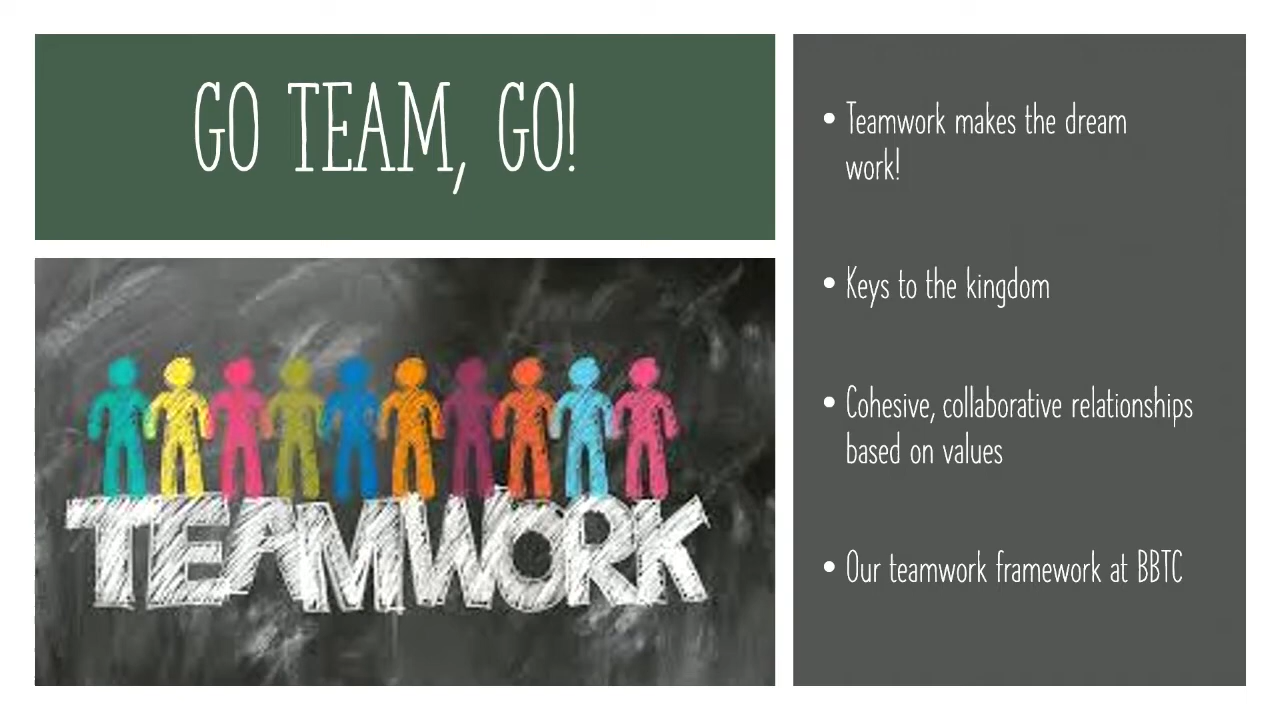 GO TEAM, GO!
TEAMWORK
• Teamwork makes the dream
work!
• Keys to the kingdom
• Cohesive, collaborative relationships
based on values
• Our teamwork framework at BBTC